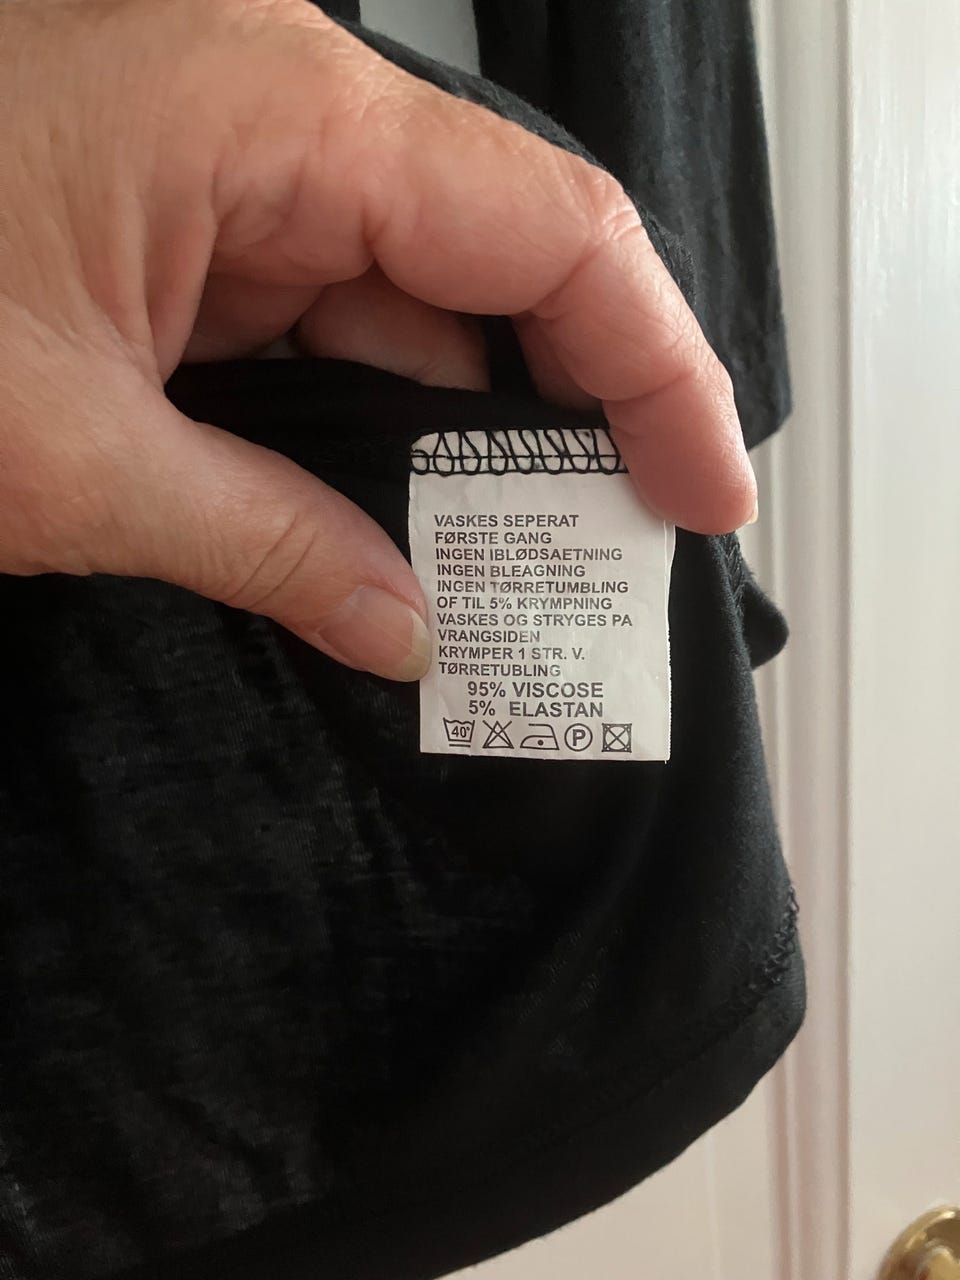 VASKES SEPERAT
FØRSTE GANG
INGEN IBLØDSAETNING
INGEN BLEAGNING
INGEN TØRRETUMBLING
OF TIL 5% KRYMPNING
VASKES OG STRYGES PA
VRANGSIDEN
KRYMPER 1 STR. V.
TØRRETUBLING
95% VISCOSE
5% ELASTAN
40° P